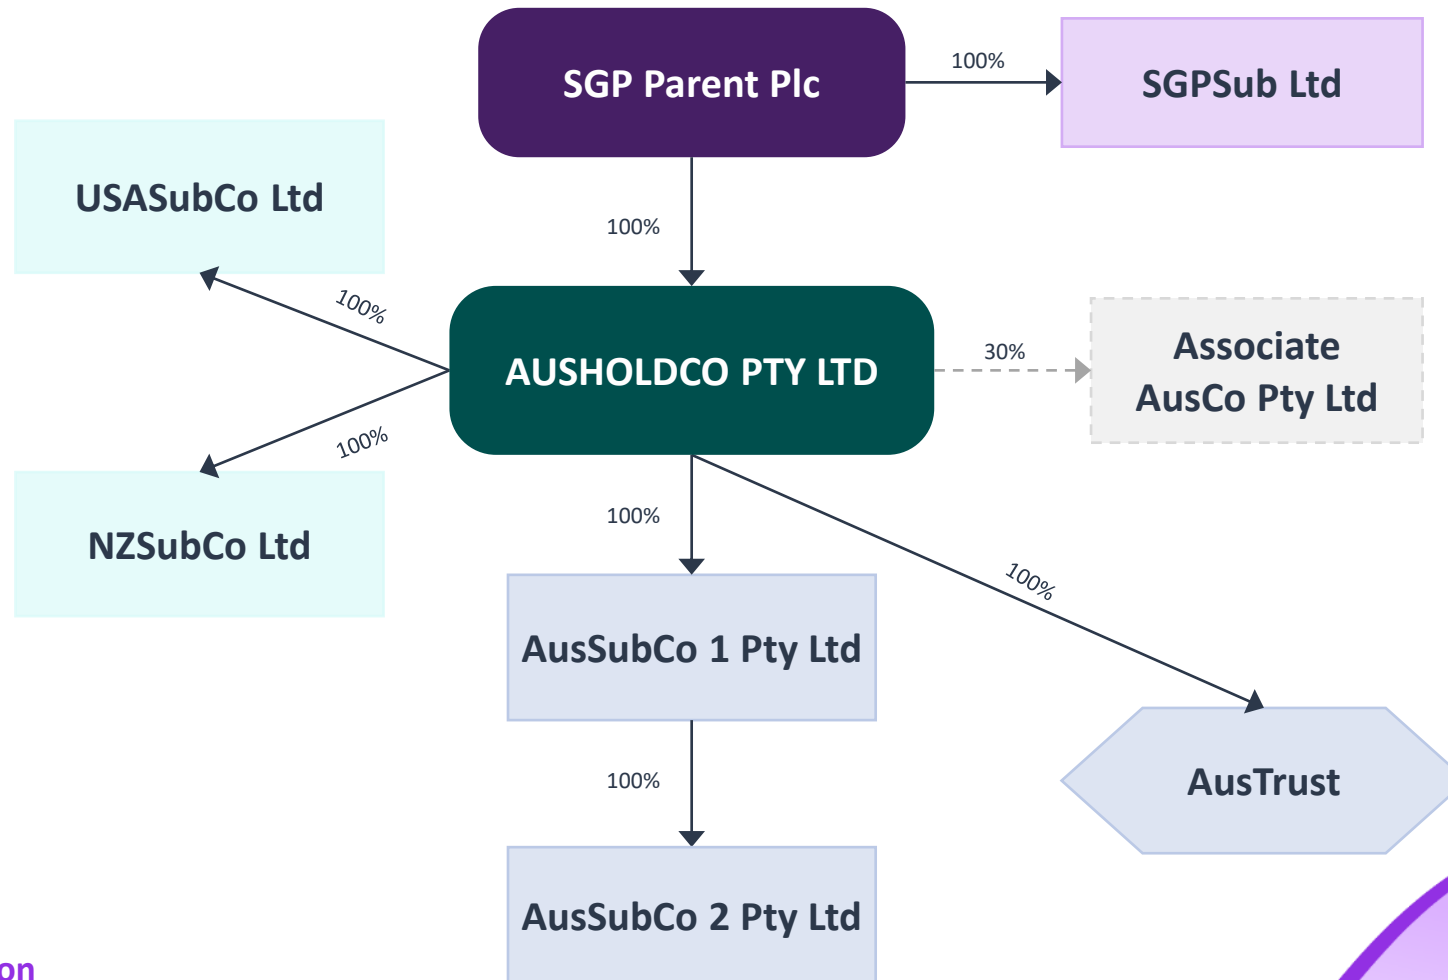 SGP Parent Plc
100%
SGPSub Ltd
USASubCo Ltd
100%
100%
AUSHOLDCO PTY LTD
30%
Associate
AusCo Pty Ltd
100%
NZSubCo Ltd
100%
100%
AusSubCo 1 Pty Ltd
100%
AusTrust
AusSubCo 2 Pty Ltd
on